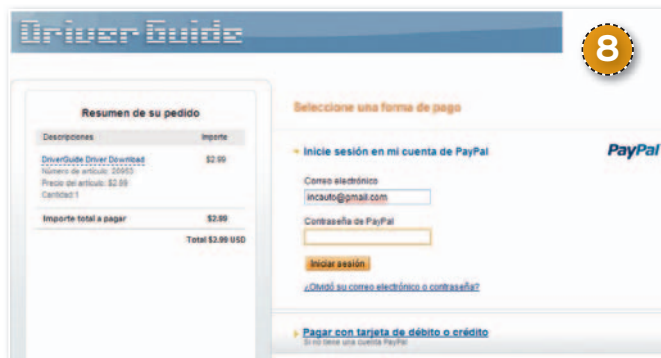 Driver Guide
8
Resumen de su pedido
Descripciones Importe
DriverGuide Driver Download $2.99
Número de artículo: 20953
Precio del artículo: $2.99
Cantidad:1
Importe total a pagar $2.99
Total $2.99 USD
Seleccione una forma de pago
Inicie sesión en mi cuenta de PayPal PayPal
Correo electrónico
incauto@gmail.com
Contraseña de PayPal
Iniciar sesión
¿Olvidó su correo electrónico o contraseña?
Pagar con tarjeta de débito o crédito
Si no tiene una cuenta PayPal